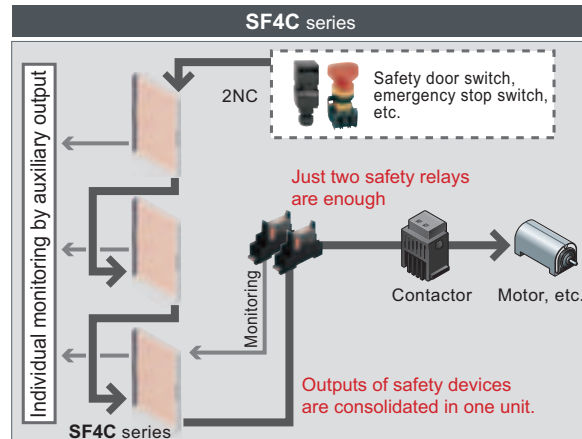 SF4C series
Safety door switch,
emergency stop switch,
etc.
2NC
Individual monitoring by auxiliary output
Just two safety relays
are enough
Monitoring
Contactor
Motor, etc.
Outputs of safety devices
are consolidated in one unit.
SF4C series